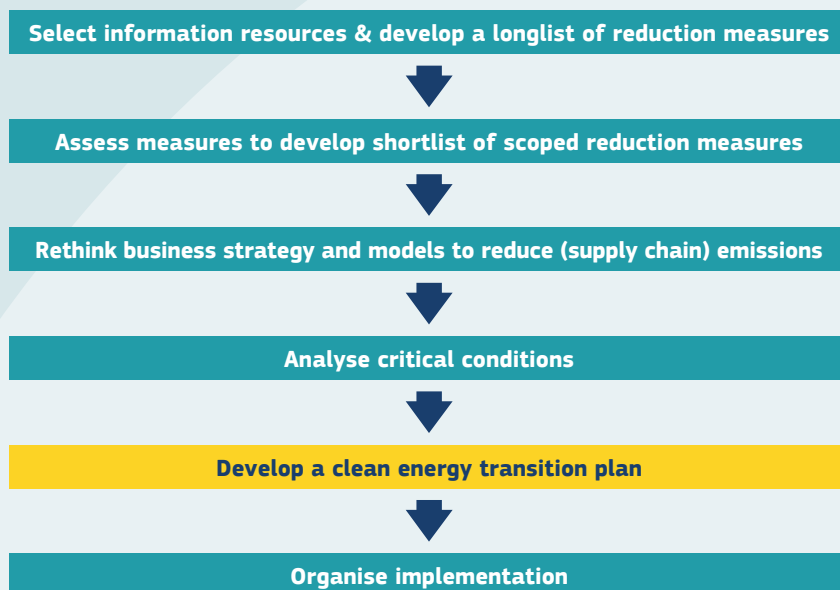 Select information resources & develop a longlist of reduction measures
Assess measures to develop shortlist of scoped reduction measures
Rethink business strategy and models to reduce (supply chain) emissions
Analyse critical conditions
Develop a clean energy transition plan
Organise implementation